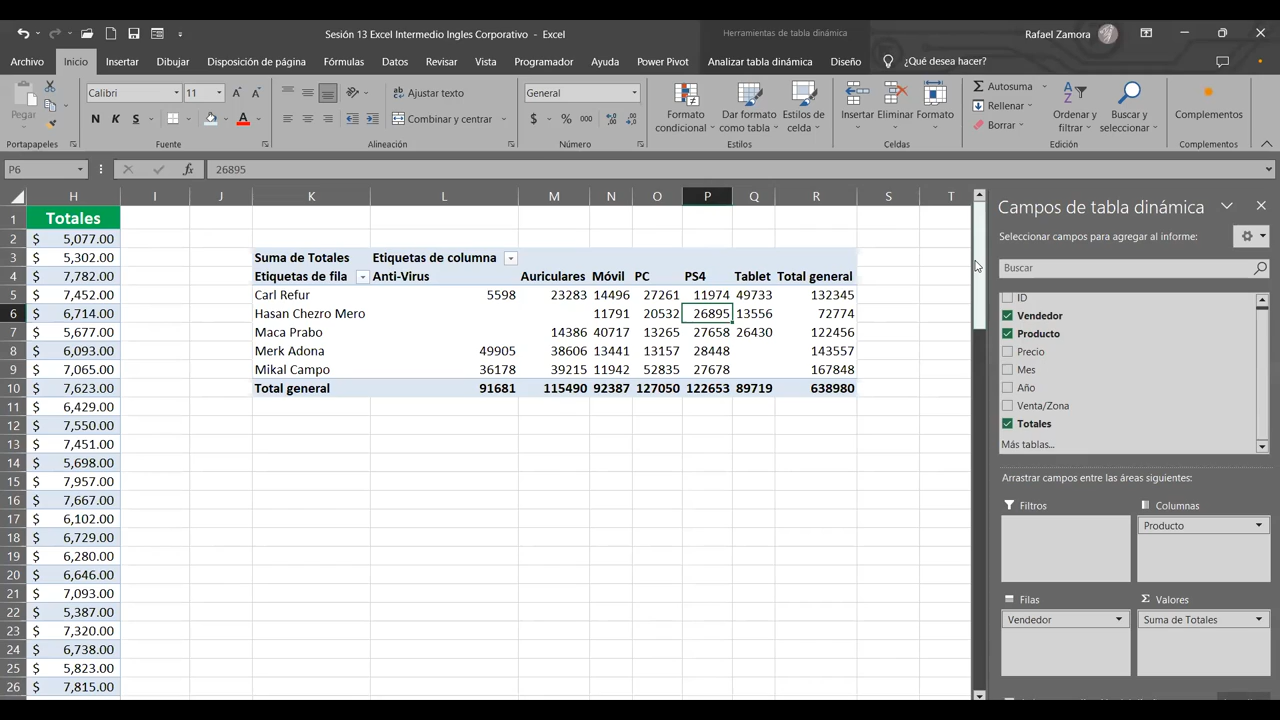 Sesión 13 Excel Intermedio Ingles Corporativo - Excel
Herramientas de tabla dinámica
Rafael Zamora
Archivo Inicio Insertar Dibujar Disposición de página Fórmulas Datos Revisar Vista Programador Ayuda Power Pivot Analizar tabla dinámica Diseño ¿Qué desea hacer?
Pegar
Calibri 11
Ajustar texto
General
Autosuma
N K S
Combinar y centrar
$ % 000
Formato condicional
Dar formato como tabla
Estilos de celda
Insertar Eliminar Formato
Rellenar
Borrar
Ordenar y filtrar
Buscar y seleccionar
Complementos
Portapapeles Fuente Alineación Número Estilos Celdas Edición Complementos
P6 fx 26895
H I J K L M N O P Q R S T
1 Totales
2 $ 5,077.00
3 $ 5,302.00 Suma de Totales Etiquetas de columna
4 $ 7,782.00 Etiquetas de fila Anti-Virus Auriculares Móvil PC PS4 Tablet Total general
5 $ 7,452.00 Carl Refur 5598 23283 14496 27261 11974 49733 132345
6 $ 6,714.00 Hasan Chezro Mero 11791 20532 26895 13556 72774
7 $ 5,677.00 Maca Prabo 14386 40717 13265 27658 26430 122456
8 $ 6,093.00 Merk Adona 49905 38606 13441 13157 28448 143557
9 $ 7,065.00 Mikal Campo 36178 39215 11942 52835 27678 167848
10 $ 7,623.00 Total general 91681 115490 92387 127050 122653 89719 638980
11 $ 6,429.00
12 $ 7,550.00
13 $ 7,451.00
14 $ 5,698.00
15 $ 7,957.00
16 $ 7,667.00
17 $ 6,102.00
18 $ 6,729.00
19 $ 6,280.00
20 $ 6,646.00
21 $ 7,093.00
22 $ 5,387.00
23 $ 7,320.00
24 $ 6,738.00
25 $ 5,823.00
26 $ 7,815.00
Campos de tabla dinámica
Seleccionar campos para agregar al informe:
Buscar
ID
Vendedor
Producto
Precio
Mes
Año
Venta/Zona
Totales
Más tablas...
Arrastrar campos entre las áreas siguientes:
Filtros Columnas
Producto
Filas Σ Valores
Vendedor Suma de Totales